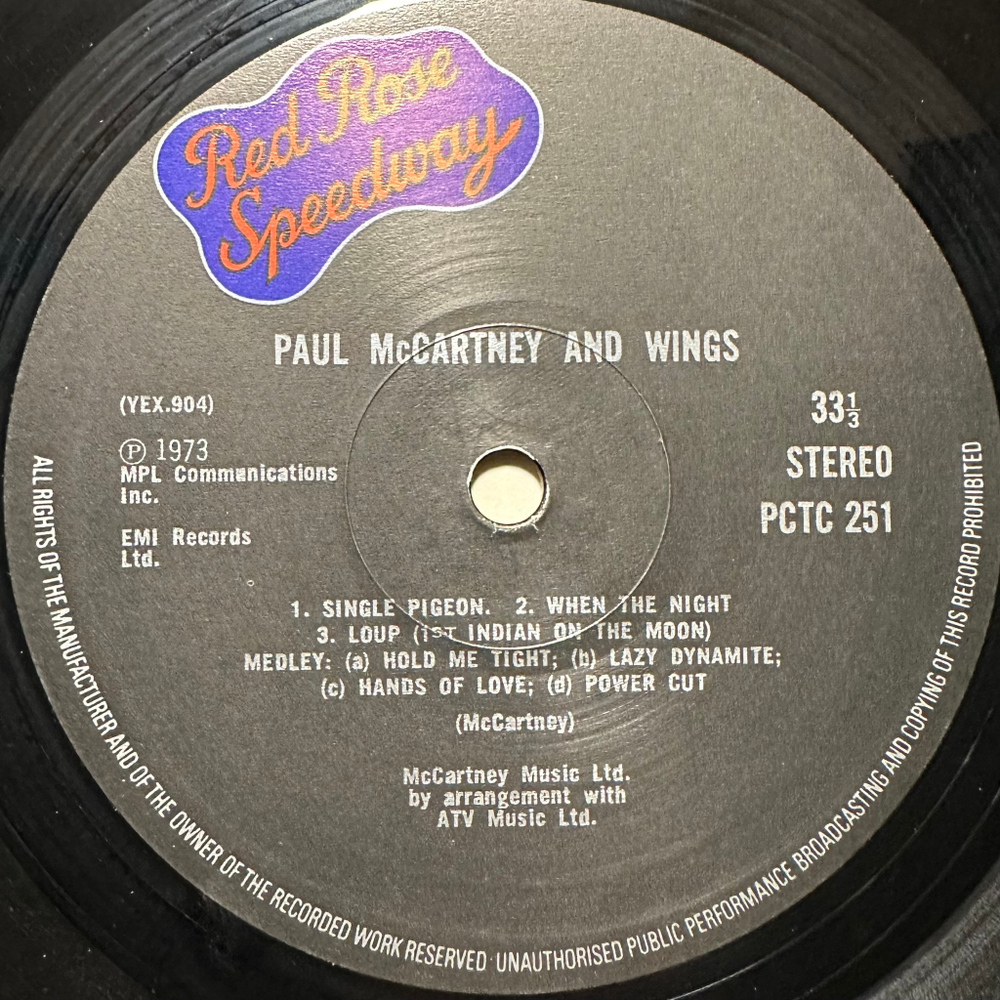 Red Rose
Speedway
PAUL McCARTNEY AND WINGS
(YEX.904)
Ⓟ 1973
MPL Communications
Inc.
EMI Records
Ltd.
33⅓
STEREO
PCTC 251
1. SINGLE PIGEON. 2. WHEN THE NIGHT
3. LOUP (1ST INDIAN ON THE MOON)
MEDLEY: (a) HOLD ME TIGHT; (b) LAZY DYNAMITE;
(c) HANDS OF LOVE; (d) POWER CUT
(McCartney)
McCartney Music Ltd.
by arrangement with
ATV Music Ltd.
ALL RIGHTS OF THE MANUFACTURER AND OF THE OWNER OF THE RECORDED WORK RESERVED · UNAUTHORISED PUBLIC PERFORMANCE BROADCASTING AND COPYING OF THIS RECORD PROHIBITED